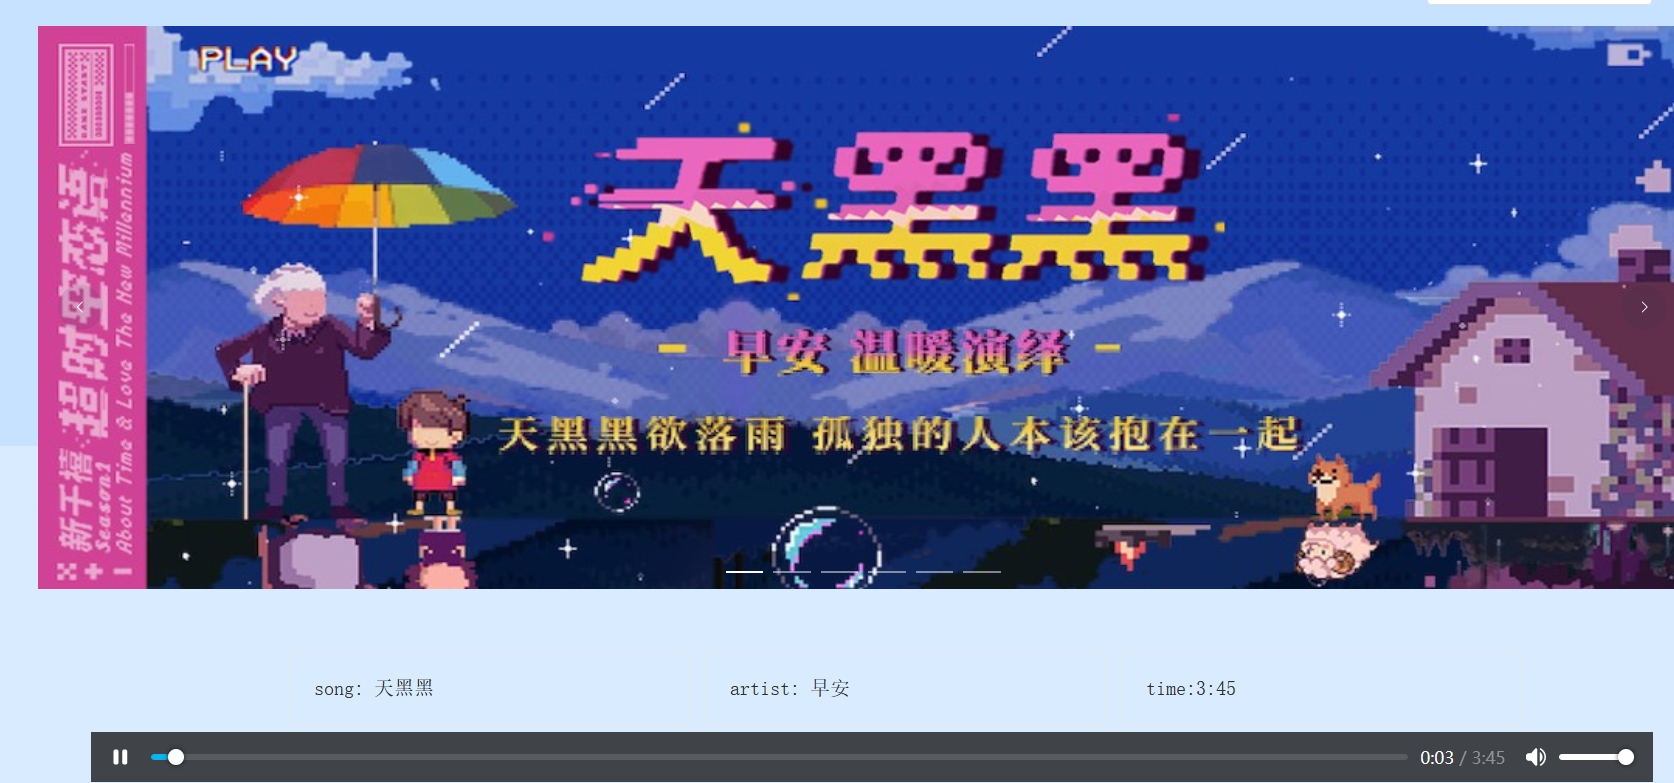 PLAY
新千禧 超时空恋语
Season1
About Time & Love The New Millennium
天黑黑
早安 温暖演绎
天黑黑欲落雨 孤独的人本该抱在一起
song: 天黑黑
artist: 早安
time:3:45
0:03 / 3:45